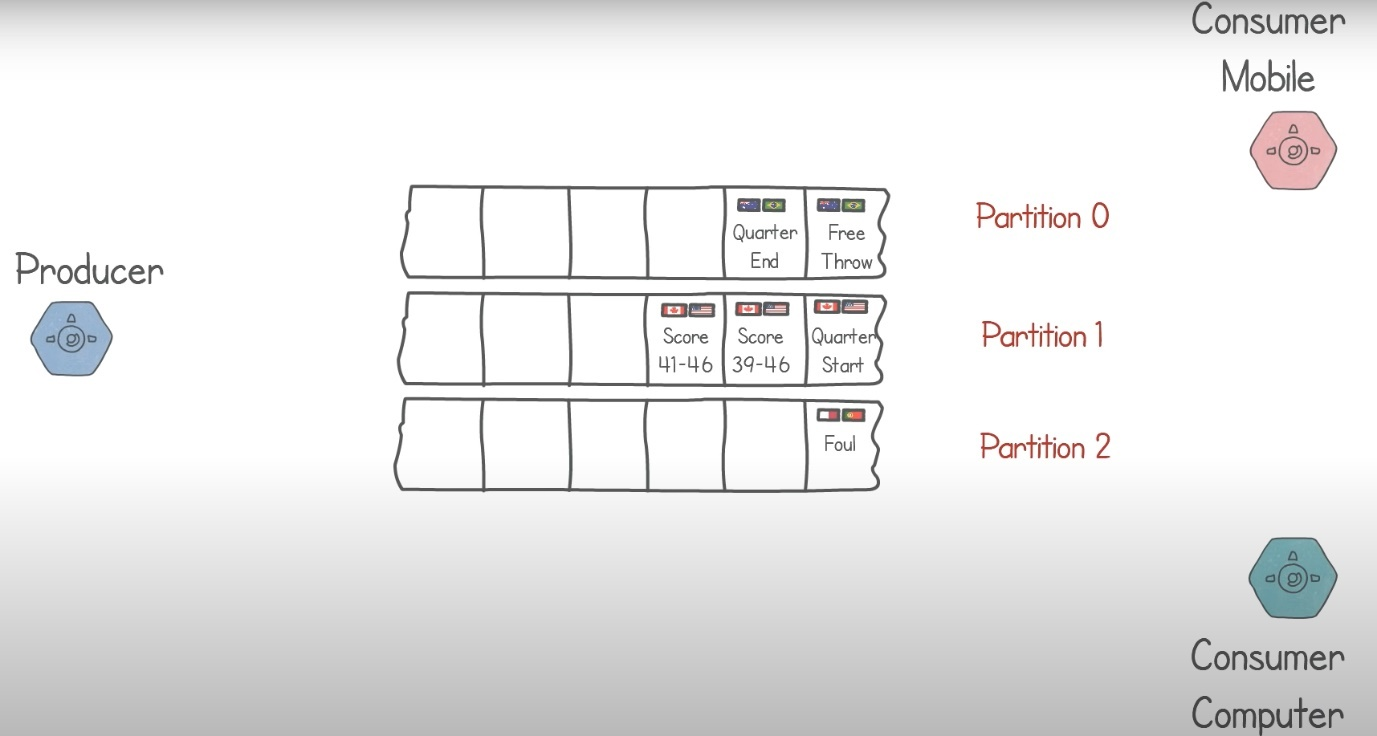 Consumer
Mobile
Producer
Quarter
End
Free
Throw
Partition 0
Score
41-46
Score
39-46
Quarter
Start
Partition 1
Foul
Partition 2
Consumer
Computer